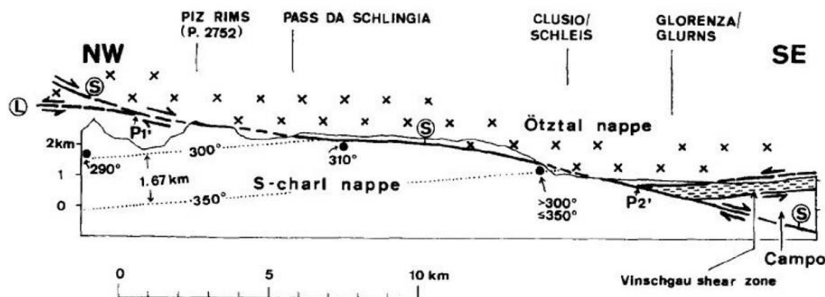 PIZ RIMS
(P. 2752)
PASS DA SCHLINGIA
CLUSIO/
SCHLEIS
GLORENZA/
GLURNS
NW
SE
S
L
P1'
S
Ötztal nappe
2km
1
0
300°
290°
310°
1.67 km
S-charl nappe
350°
>300°
≤350°
P2'
S
Campo
Vinschgau shear zone
0
5
10 km